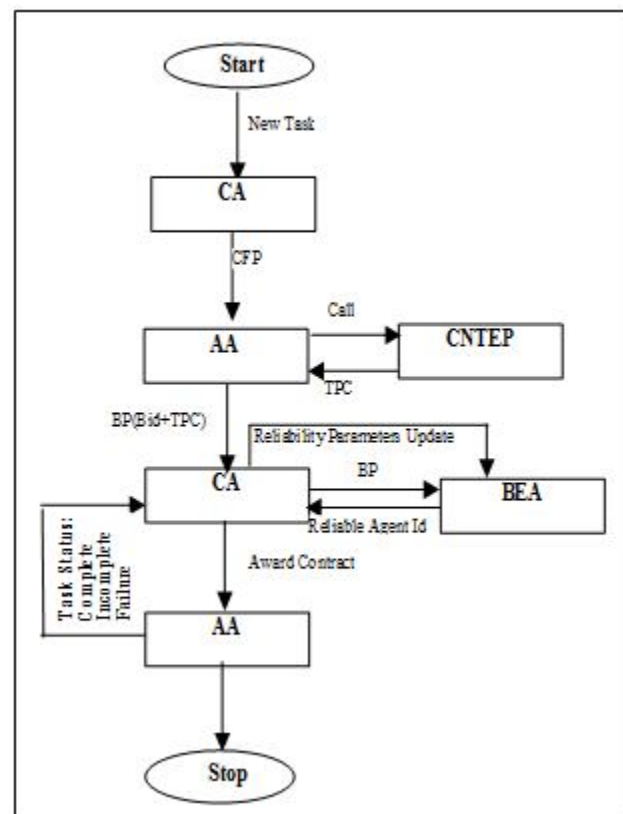 Start
New Task
CA
CFP
Call
AA
CNTEP
TPC
BP(Bid+TPC)
Reliability Parameters Update
BP
CA
BEA
Reliable Agent Id
Award Contract
Task Status:
Complete
Incomplete
Failure
AA
Stop